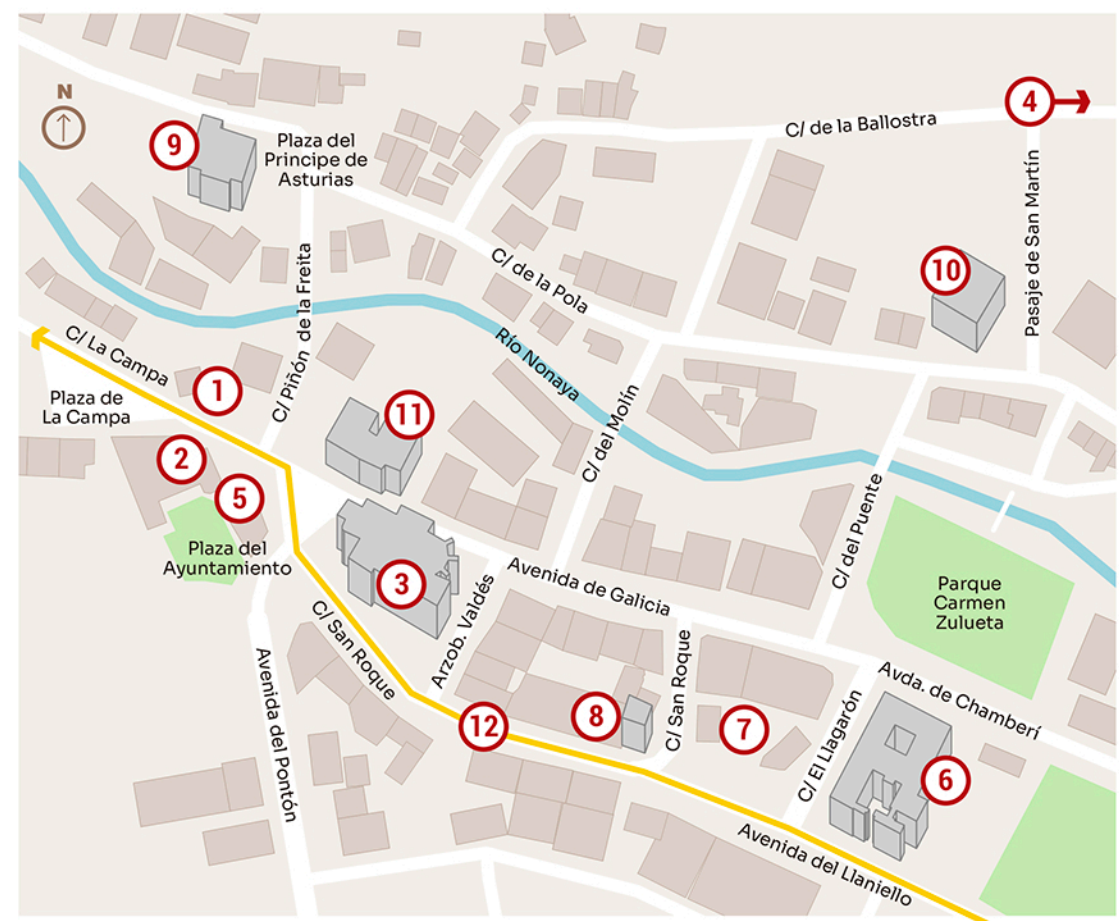 N
4
C/ de la Ballostra
9
Plaza del
Principe de
Asturias
Pasaje de San Martín
10
C/ de la Pola
C/ Piñón de la Freita
Río Nonaya
C/ La Campa
1
Plaza de
La Campa
11
C/ del Molín
2
5
C/ del Puente
Plaza del
Ayuntamiento
3
Avenida de Galicia
Parque
Carmen
Zulueta
Arzob. Valdés
C/ San Roque
Avenida del Pontón
C/ San Roque
Avda. de Chamberí
12
8
7
C/ El Llagarón
6
Avenida del Llaniello